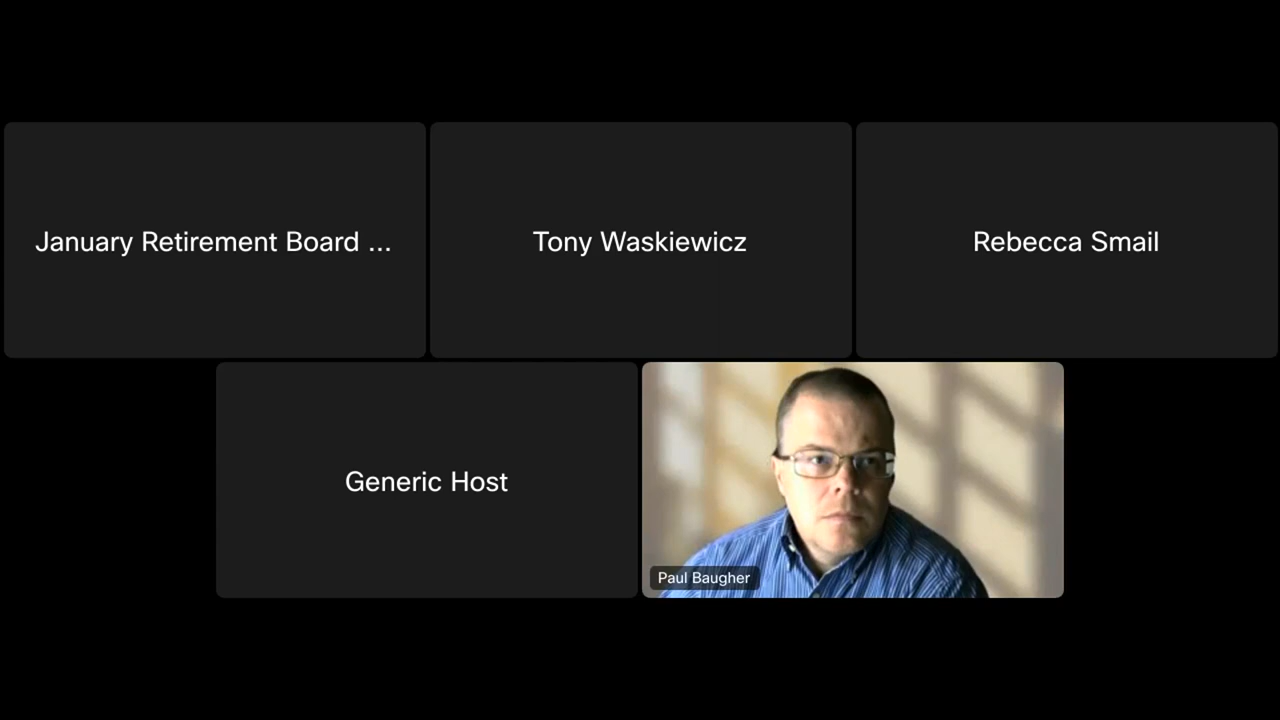 January Retirement Board ...
Tony Waskiewicz
Rebecca Smail
Generic Host
Paul Baugher